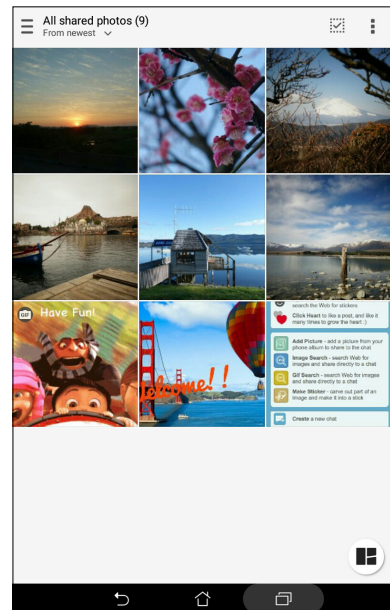 All shared photos (9)
From newest
GIF
Have Fun!
Welcome!!
search the Web for stickers
Click Heart to like a post, and like it
many times to grow the heart :)
Add Picture - add a picture from your
phone album to share to the chat
Image Search - search Web for
images and share directly to a chat
Gif Search - search Web for images
and share directly to a chat
Make Sticker - carve out part of an
image and make it into a stick
Create a new chat